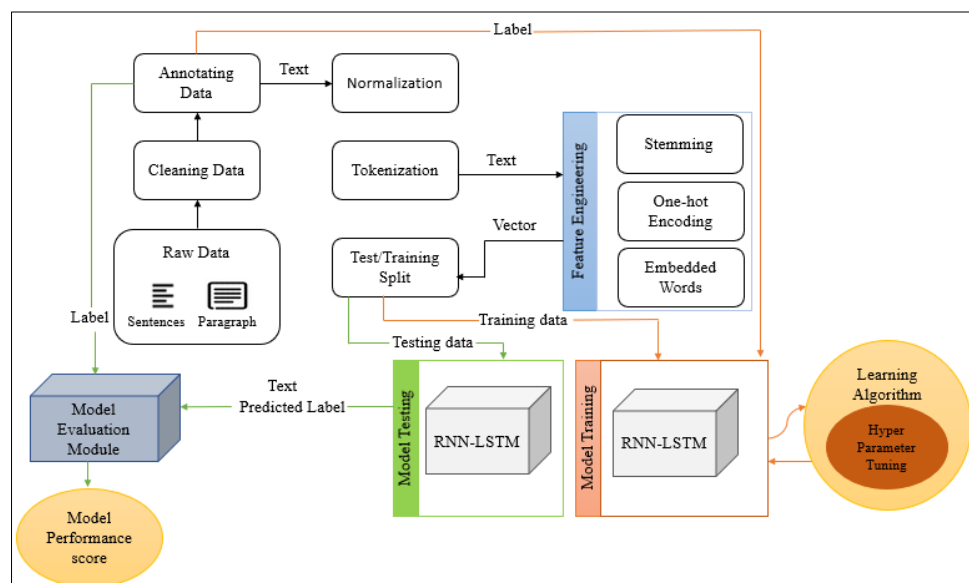 Label
Annotating
Data
Text
Normalization
Cleaning Data
Tokenization
Text
Feature Engineering
Stemming
One-hot
Encoding
Embedded
Words
Vector
Raw Data
Sentences
Paragraph
Test/Training
Split
Label
Training data
Testing data
Model
Evaluation
Module
Text
Predicted Label
Model Testing
RNN-LSTM
Model Training
RNN-LSTM
Learning
Algorithm
Hyper
Parameter
Tuning
Model
Performance
score